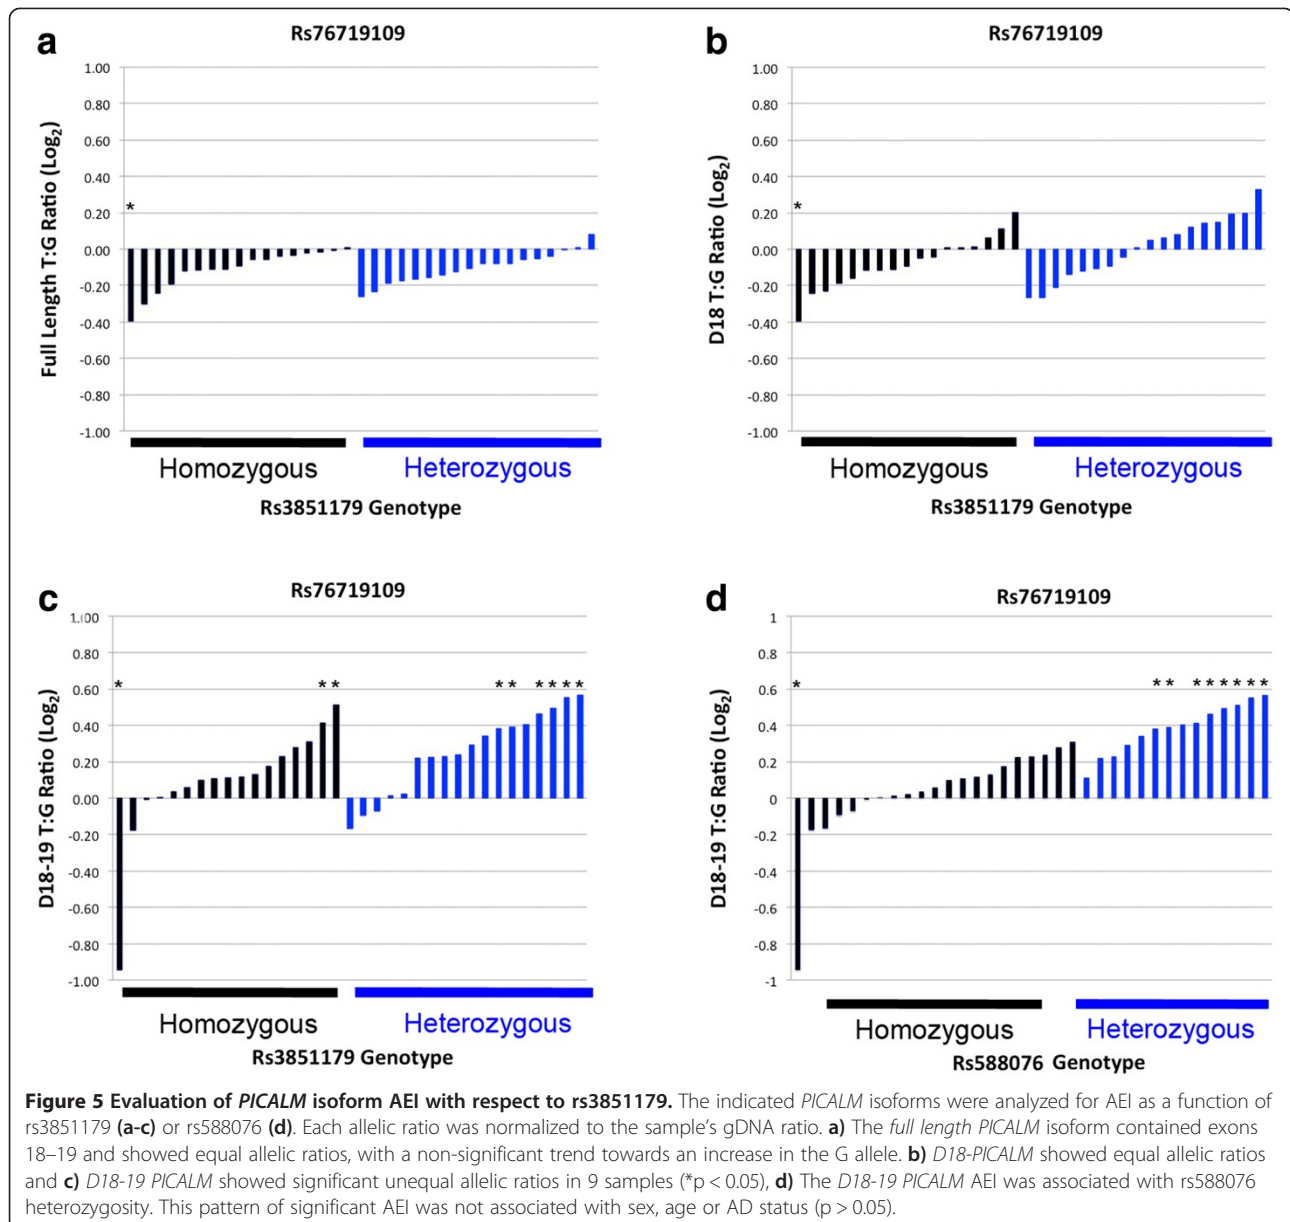 a
Rs76719109
Full Length T:G Ratio (Log2)
1.00
0.80
0.60
0.40
0.20
0.00
-0.20
-0.40
-0.60
-0.80
-1.00
*
Homozygous
Heterozygous
Rs3851179 Genotype
b
Rs76719109
D18 T:G Ratio (Log2)
1.00
0.80
0.60
0.40
0.20
0.00
-0.20
-0.40
-0.60
-0.80
-1.00
*
Homozygous
Heterozygous
Rs3851179 Genotype
c
Rs76719109
D18-19 T:G Ratio (Log2)
1.00
0.80
0.60
0.40
0.20
0.00
-0.20
-0.40
-0.60
-0.80
-1.00
* * * * * * * * *
Homozygous
Heterozygous
Rs3851179 Genotype
d
Rs76719109
D18-19 T:G Ratio (Log2)
1
0.8
0.6
0.4
0.2
0
-0.2
-0.4
-0.6
-0.8
-1
* * * * * * * * *
Homozygous
Heterozygous
Rs588076 Genotype
Figure 5 Evaluation of PICALM isoform AEI with respect to rs3851179. The indicated PICALM isoforms were analyzed for AEI as a function of
rs3851179 (a-c) or rs588076 (d). Each allelic ratio was normalized to the sample's gDNA ratio. a) The full length PICALM isoform contained exons
18–19 and showed equal allelic ratios, with a non-significant trend towards an increase in the G allele. b) D18-PICALM showed equal allelic ratios
and c) D18-19 PICALM showed significant unequal allelic ratios in 9 samples (*p < 0.05), d) The D18-19 PICALM AEI was associated with rs588076
heterozygosity. This pattern of significant AEI was not associated with sex, age or AD status (p > 0.05).